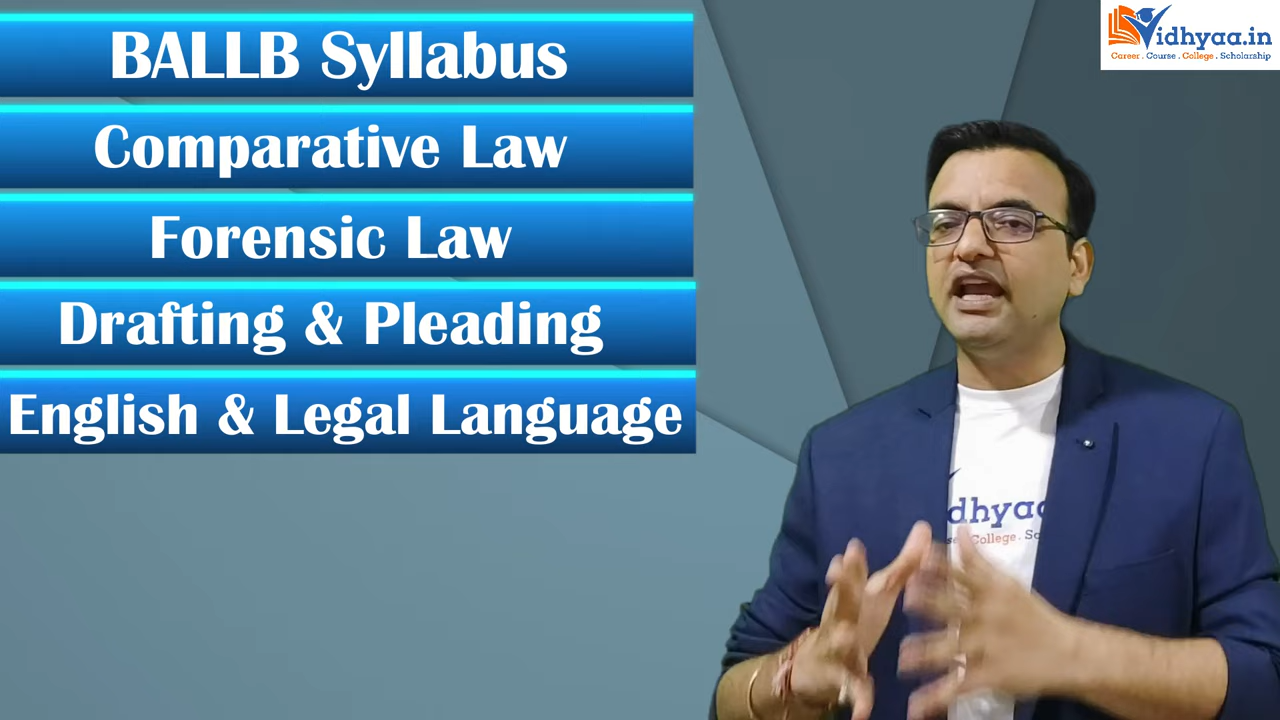 BALLB Syllabus
Comparative Law
Forensic Law
Drafting & Pleading
English & Legal Language
Vidhyaa.in
Career . Course . College . Scholarship
dhyaa
College .